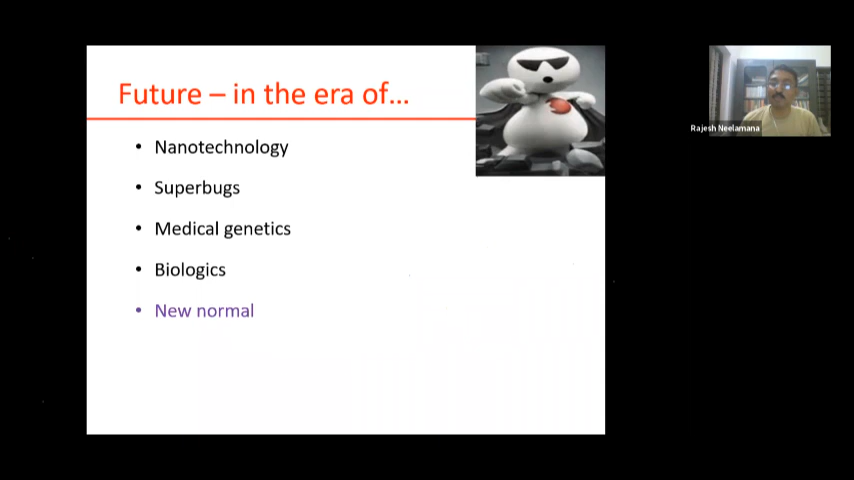 Future – in the era of...
• Nanotechnology
• Superbugs
• Medical genetics
• Biologics
• New normal
Rajesh Neelamana